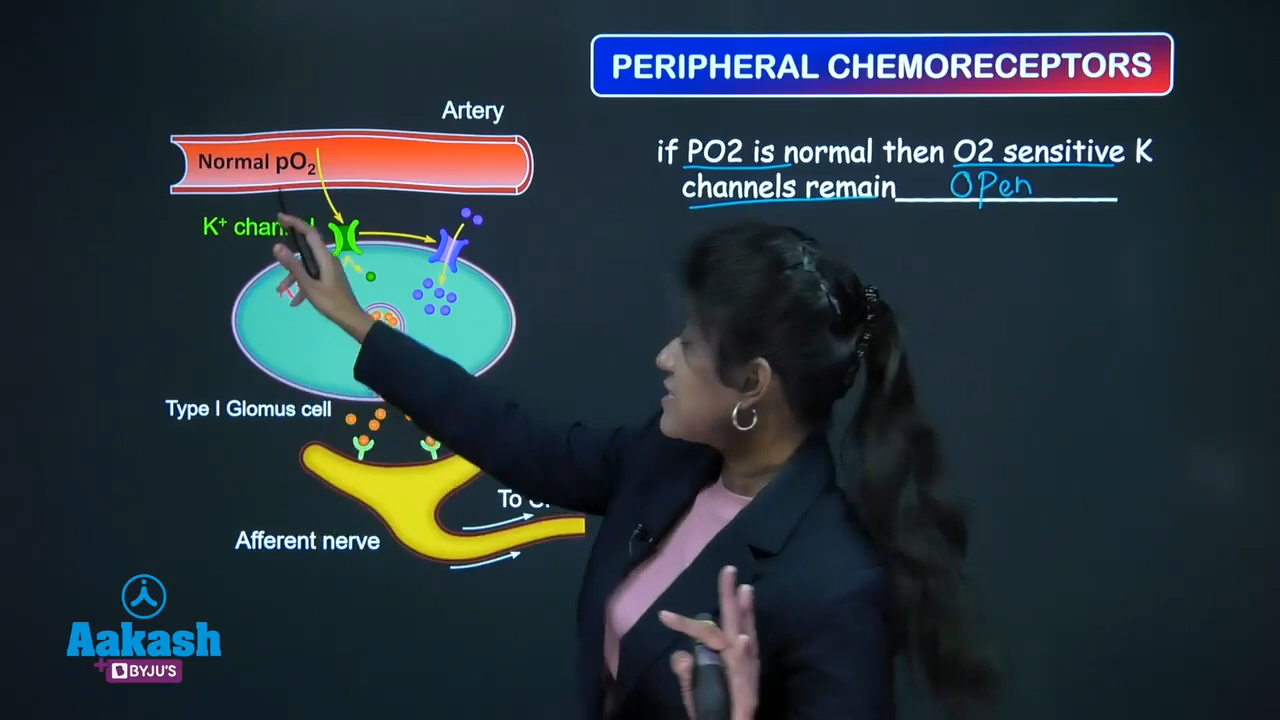 PERIPHERAL CHEMORECEPTORS
Artery
Normal pO2
K+
if PO2 is normal then O2 sensitive K
channels remain OPen
Type I Glomus cell
To
Afferent nerve
Aakash
+ BYJU'S